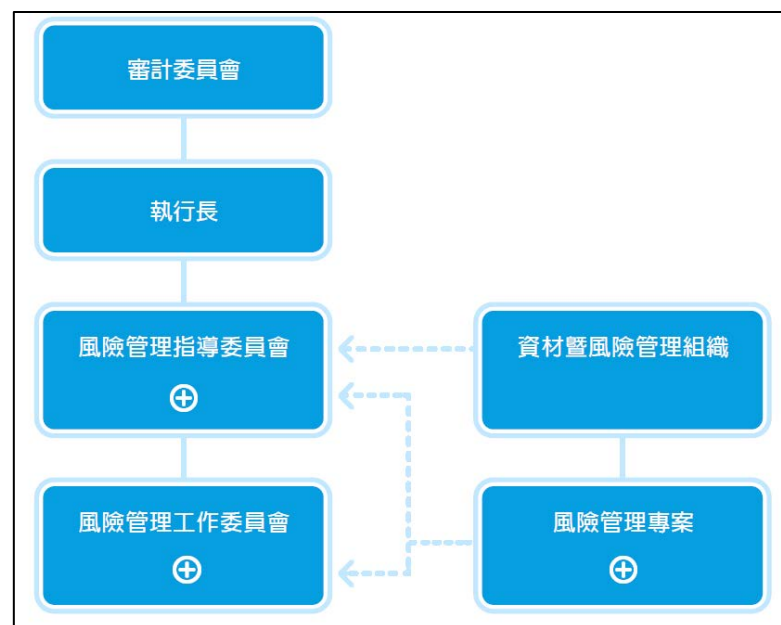 審計委員會
執行長
風險管理指導委員會
資材暨風險管理組織
風險管理工作委員會
風險管理專案